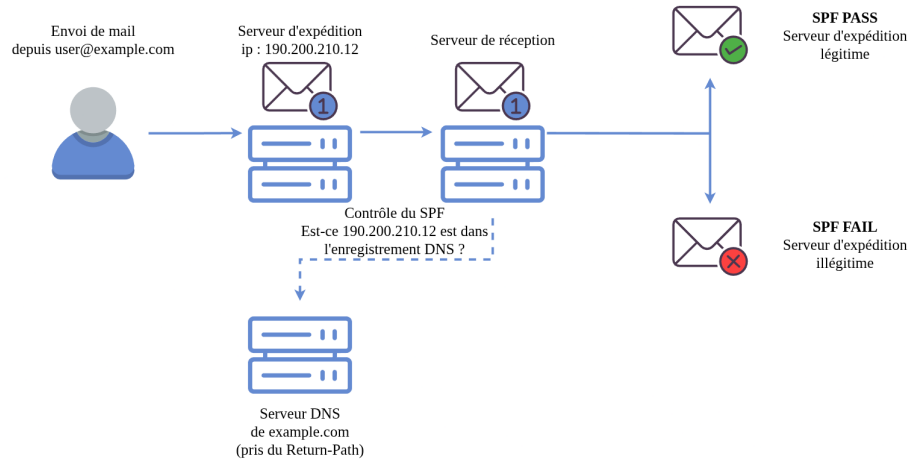 Envoi de mail
depuis user@example.com
Serveur d'expédition
ip : 190.200.210.12
1
Serveur de réception
1
SPF PASS
Serveur d'expédition
légitime
Contrôle du SPF
Est-ce 190.200.210.12 est dans
l'enregistrement DNS ?
SPF FAIL
Serveur d'expédition
illégitime
Serveur DNS
de example.com
(pris du Return-Path)